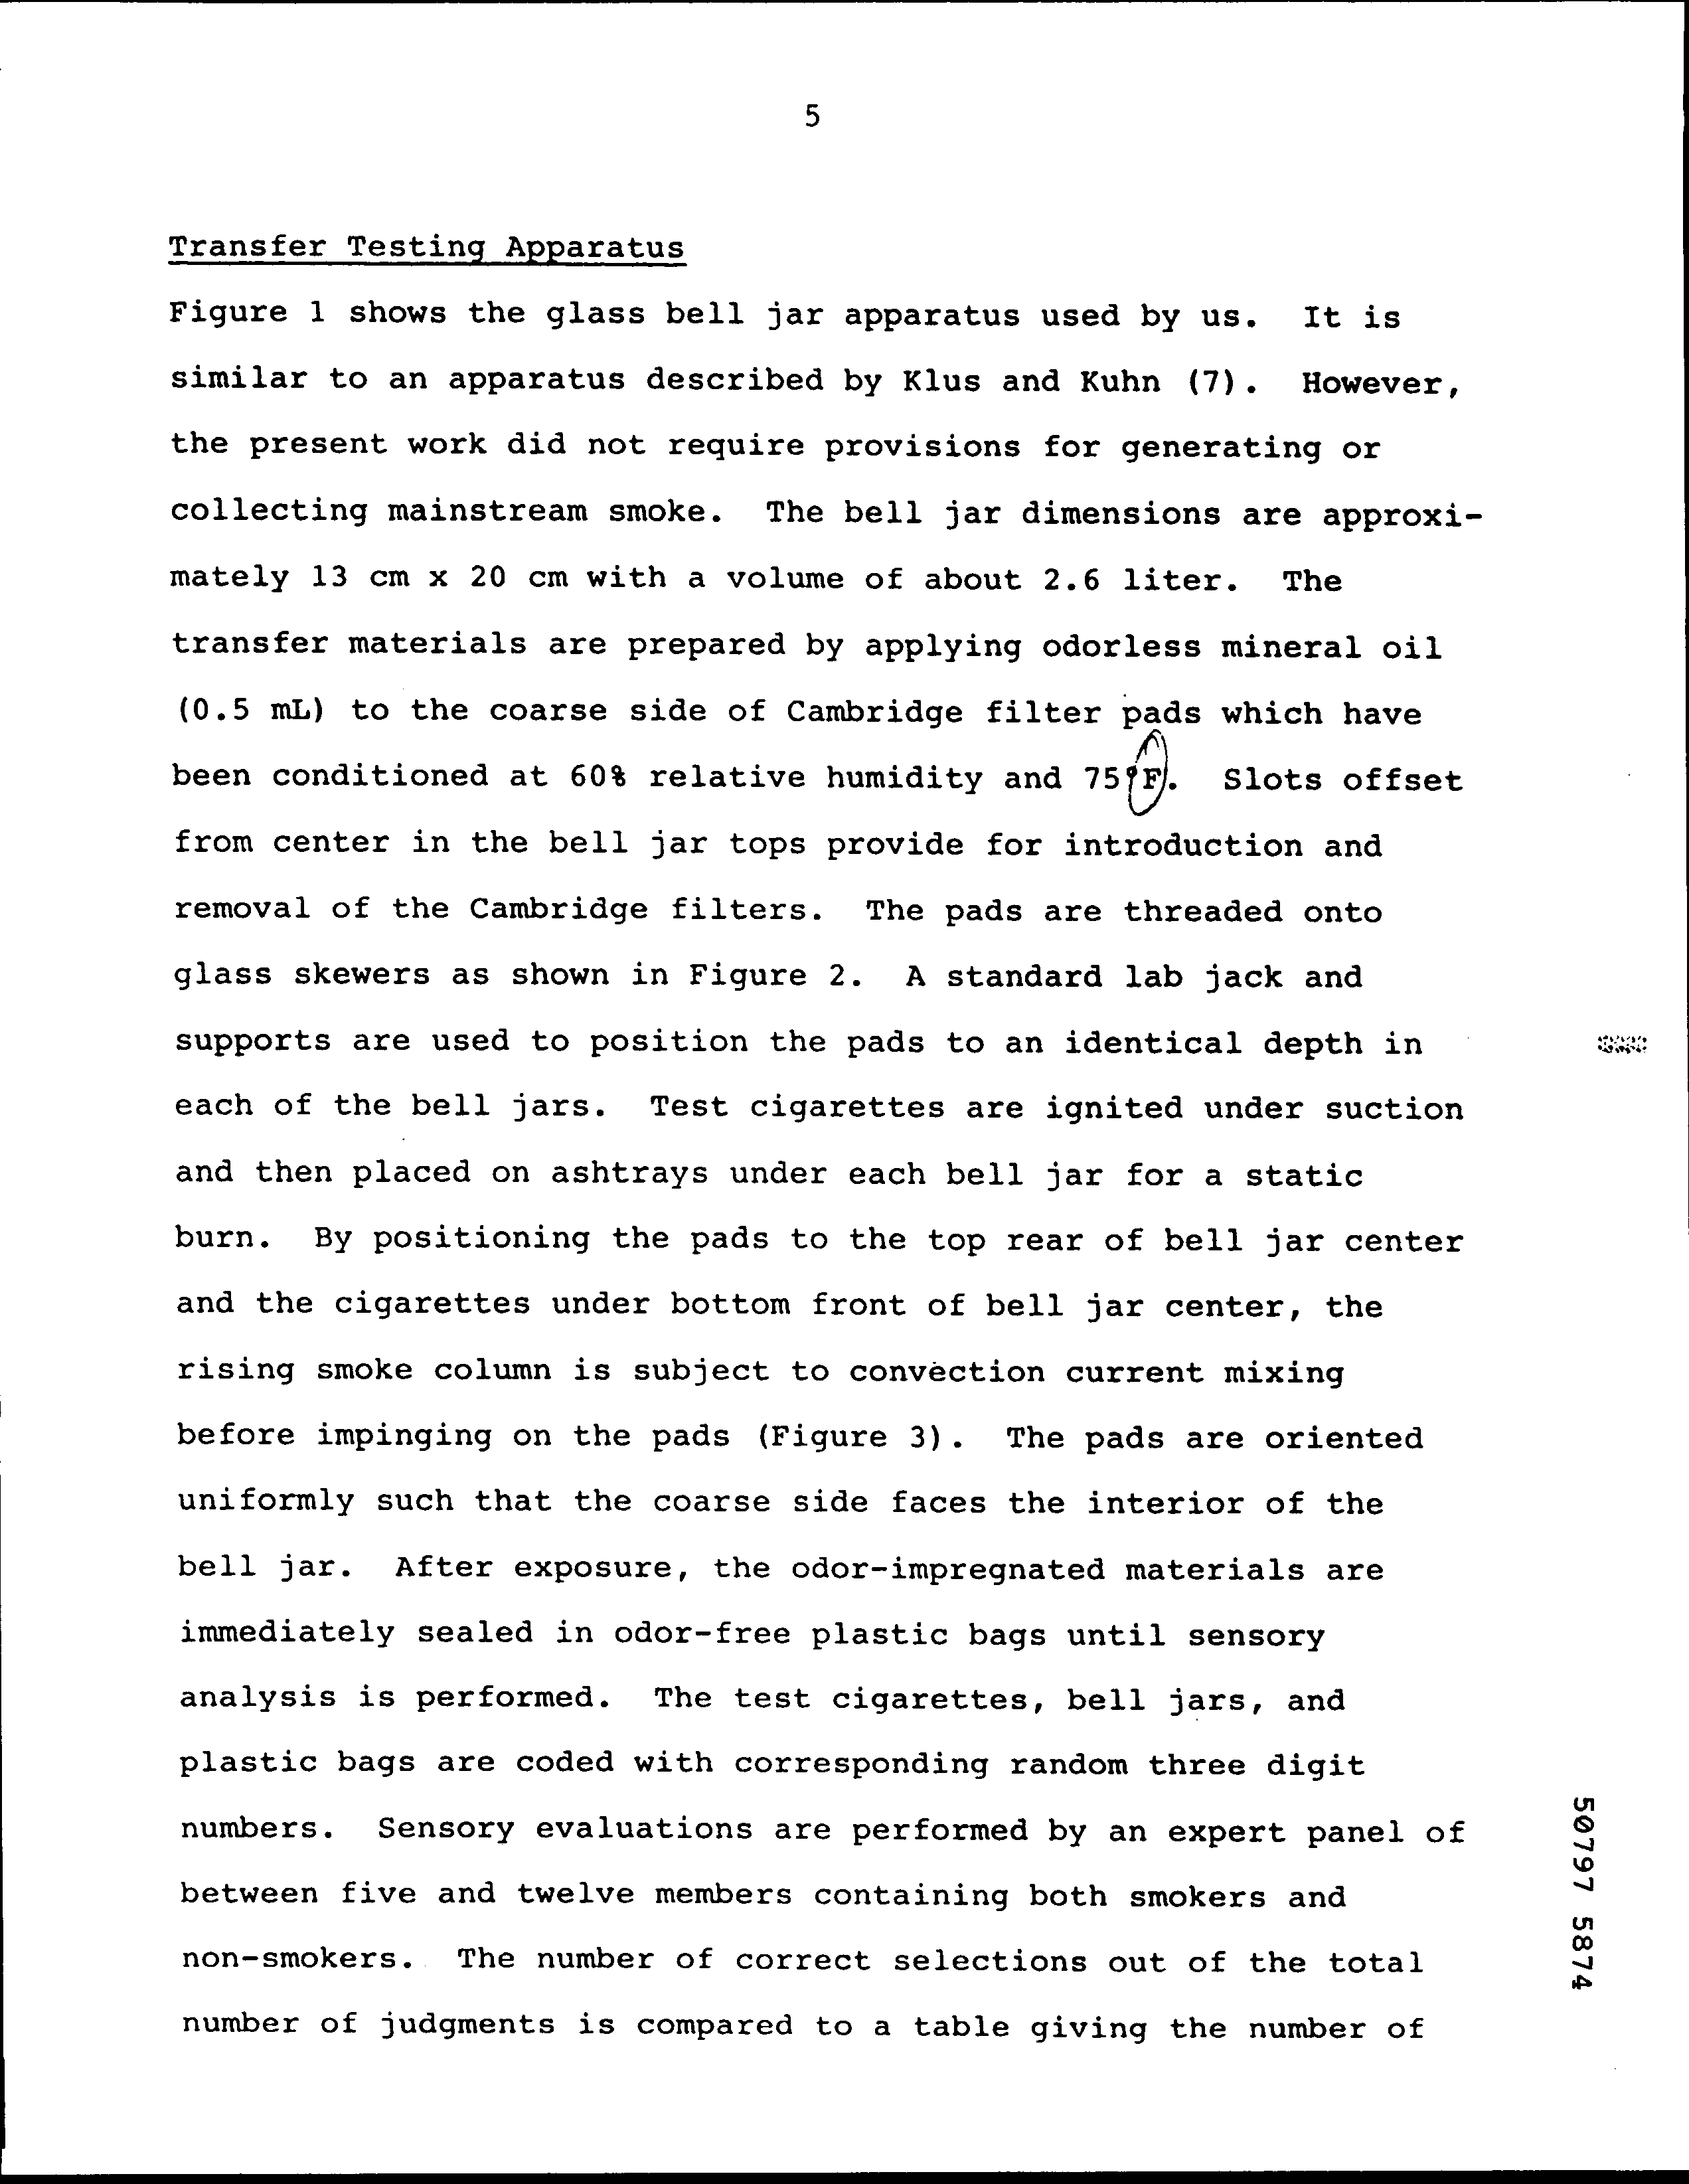 5
Transfer Testing Apparatus
Figure 1 shows the glass bell jar apparatus used by us. It is
similar to an apparatus described by Klus and Kuhn (7). However,
the present work did not require provisions for generating or
collecting mainstream smoke. The bell jar dimensions are approxi-
mately 13 cm x 20 cm with a volume of about 2.6 liter. The
transfer materials are prepared by applying odorless mineral oil
(0.5 mL) to the coarse side of Cambridge filter pads which have
been conditioned at 60% relative humidity and 75°F. Slots offset
from center in the bell jar tops provide for introduction and
removal of the Cambridge filters. The pads are threaded onto
glass skewers as shown in Figure 2. A standard lab jack and
supports are used to position the pads to an identical depth in
each of the bell jars. Test cigarettes are ignited under suction
and then placed on ashtrays under each bell jar for a static
burn. By positioning the pads to the top rear of bell jar center
and the cigarettes under bottom front of bell jar center, the
rising smoke column is subject to convection current mixing
before impinging on the pads (Figure 3). The pads are oriented
uniformly such that the coarse side faces the interior of the
bell jar. After exposure, the odor-impregnated materials are
immediately sealed in odor-free plastic bags until sensory
analysis is performed. The test cigarettes, bell jars, and
plastic bags are coded with corresponding random three digit
numbers. Sensory evaluations are performed by an expert panel of
between five and twelve members containing both smokers and
non-smokers. The number of correct selections out of the total
number of judgments is compared to a table giving the number of
50797 5874